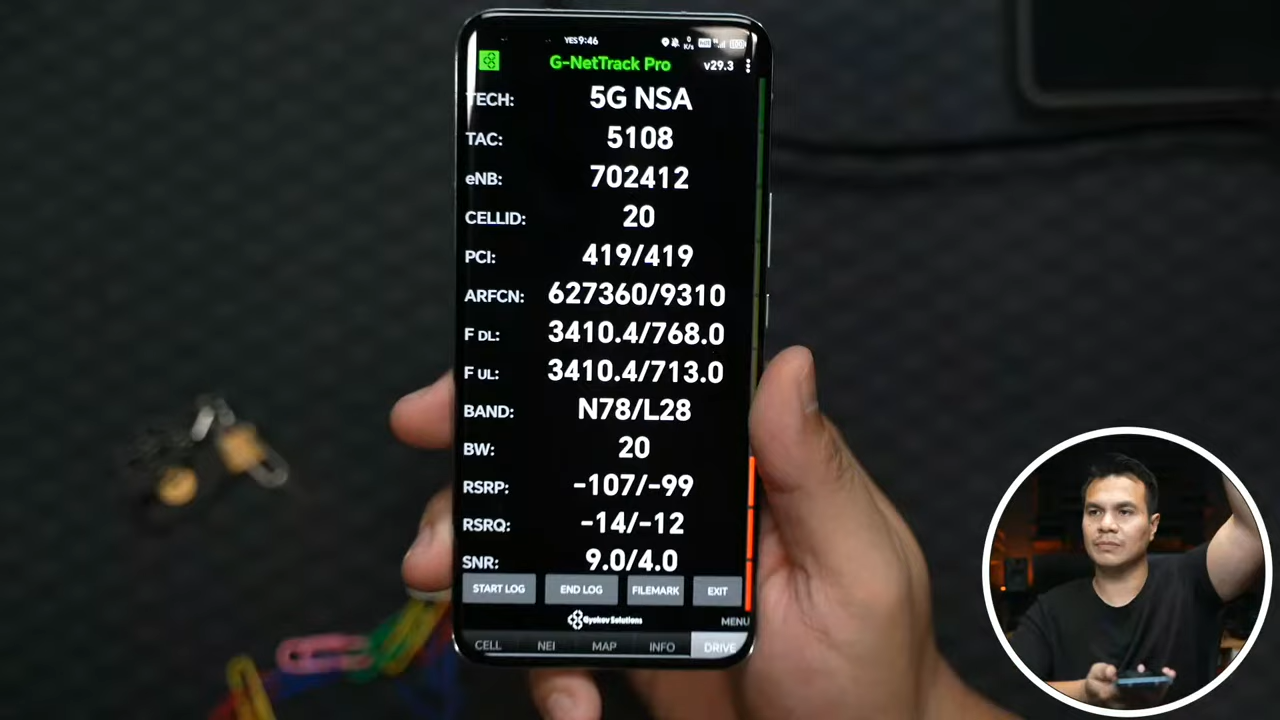 YES 9:46
G-NetTrack Pro v29.3
TECH: 5G NSA
TAC: 5108
eNB: 702412
CELLID: 20
PCI: 419/419
ARFCN: 627360/9310
F DL: 3410.4/768.0
F UL: 3410.4/713.0
BAND: N78/L28
BW: 20
RSRP: -107/-99
RSRQ: -14/-12
SNR: 9.0/4.0
START LOG END LOG FILEMARK EXIT
Gyokov Solutions
MENU
CELL NEI MAP INFO DRIVE